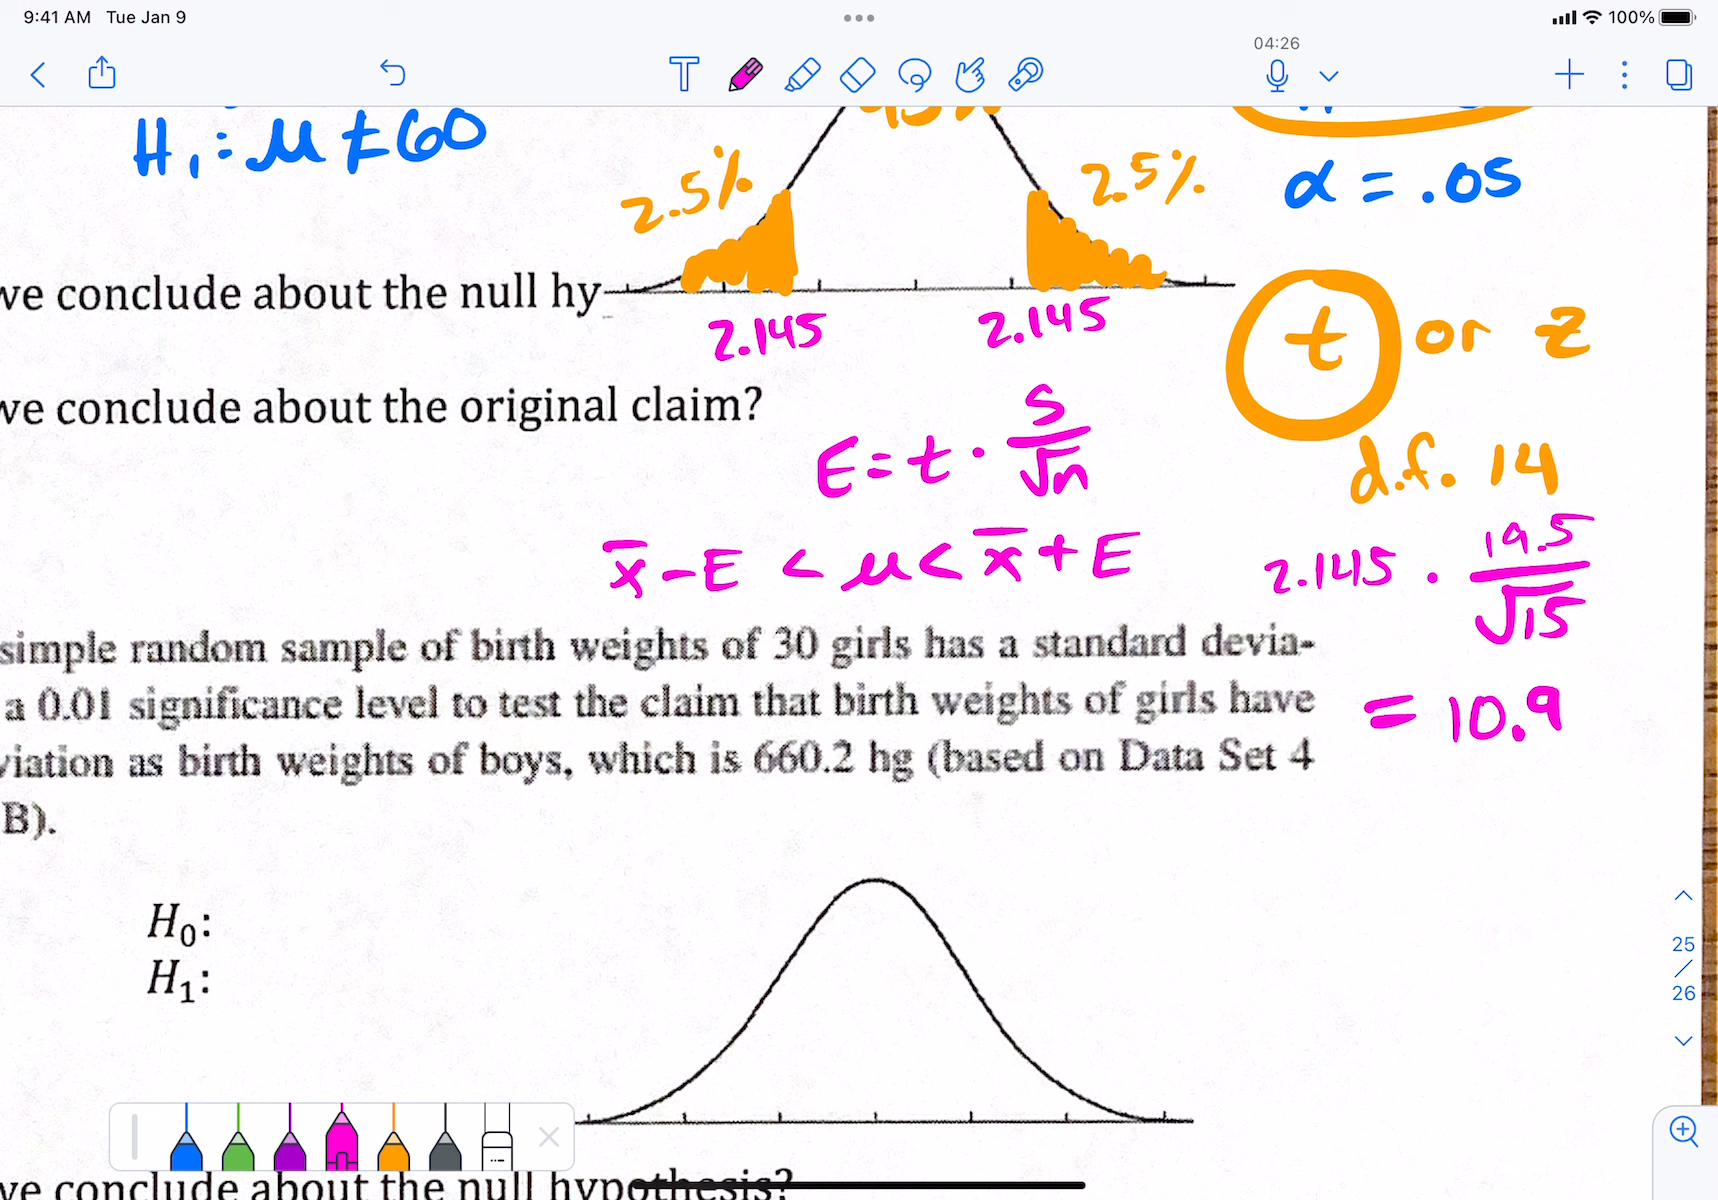 9:41 AM Tue Jan 9
100%
04:26
H₁: μ ≠ 60
2.5%
2.5%
α = .05
we conclude about the null hy
2.145
2.145
t or z
we conclude about the original claim?
E = t · s/√n
d.f. 14
x̄ - E < μ < x̄ + E
2.145 · 19.5/√15
= 10.9
simple random sample of birth weights of 30 girls has a standard devia-
a 0.01 significance level to test the claim that birth weights of girls have
viation as birth weights of boys, which is 660.2 hg (based on Data Set 4
B).
H₀:
H₁:
25
/
26
ve conclude about the null hypothesis?